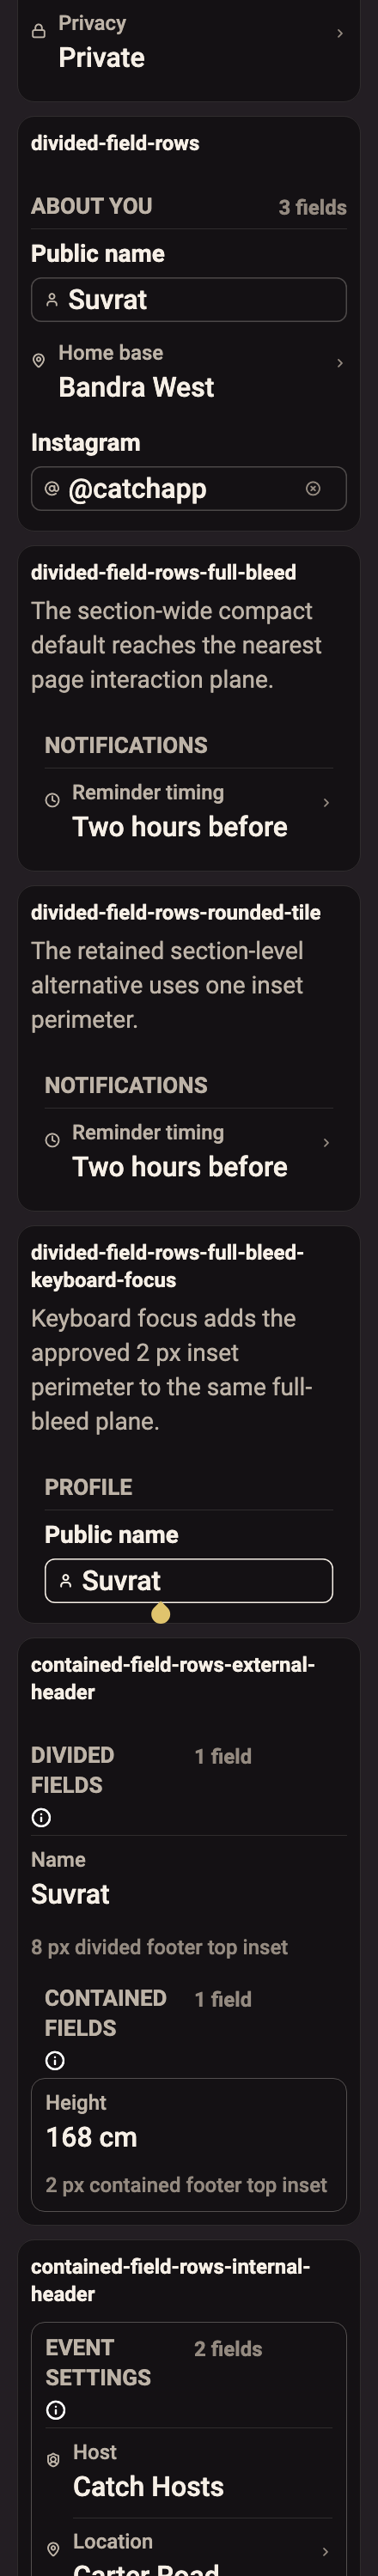 Privacy
Private
divided-field-rows
ABOUT YOU 3 fields
Public name
Suvrat
Home base
Bandra West
Instagram
@catchapp
divided-field-rows-full-bleed
The section-wide compact
default reaches the nearest
page interaction plane.
NOTIFICATIONS
Reminder timing
Two hours before
divided-field-rows-rounded-tile
The retained section-level
alternative uses one inset
perimeter.
NOTIFICATIONS
Reminder timing
Two hours before
divided-field-rows-full-bleed-
keyboard-focus
Keyboard focus adds the
approved 2 px inset
perimeter to the same full-
bleed plane.
PROFILE
Public name
Suvrat
contained-field-rows-external-
header
DIVIDED 1 field
FIELDS
Name
Suvrat
8 px divided footer top inset
CONTAINED 1 field
FIELDS
Height
168 cm
2 px contained footer top inset
contained-field-rows-internal-
header
EVENT 2 fields
SETTINGS
Host
Catch Hosts
Location
Carter Road